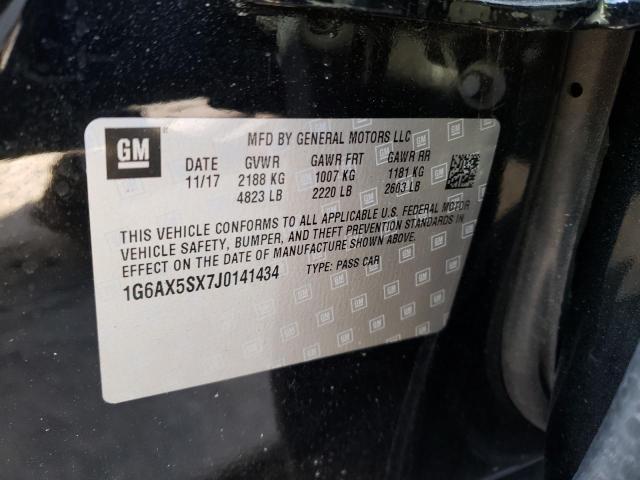 GM
MFD BY GENERAL MOTORS LLC
DATE GVWR GAWR FRT GAWR RR
11/17 2188 KG 1007 KG 1181 KG
4823 LB 2220 LB 2603 LB
THIS VEHICLE CONFORMS TO ALL APPLICABLE U.S. FEDERAL MOTOR
VEHICLE SAFETY, BUMPER, AND THEFT PREVENTION STANDARDS IN
EFFECT ON THE DATE OF MANUFACTURE SHOWN ABOVE.
1G6AX5SX7J0141434 TYPE: PASS CAR